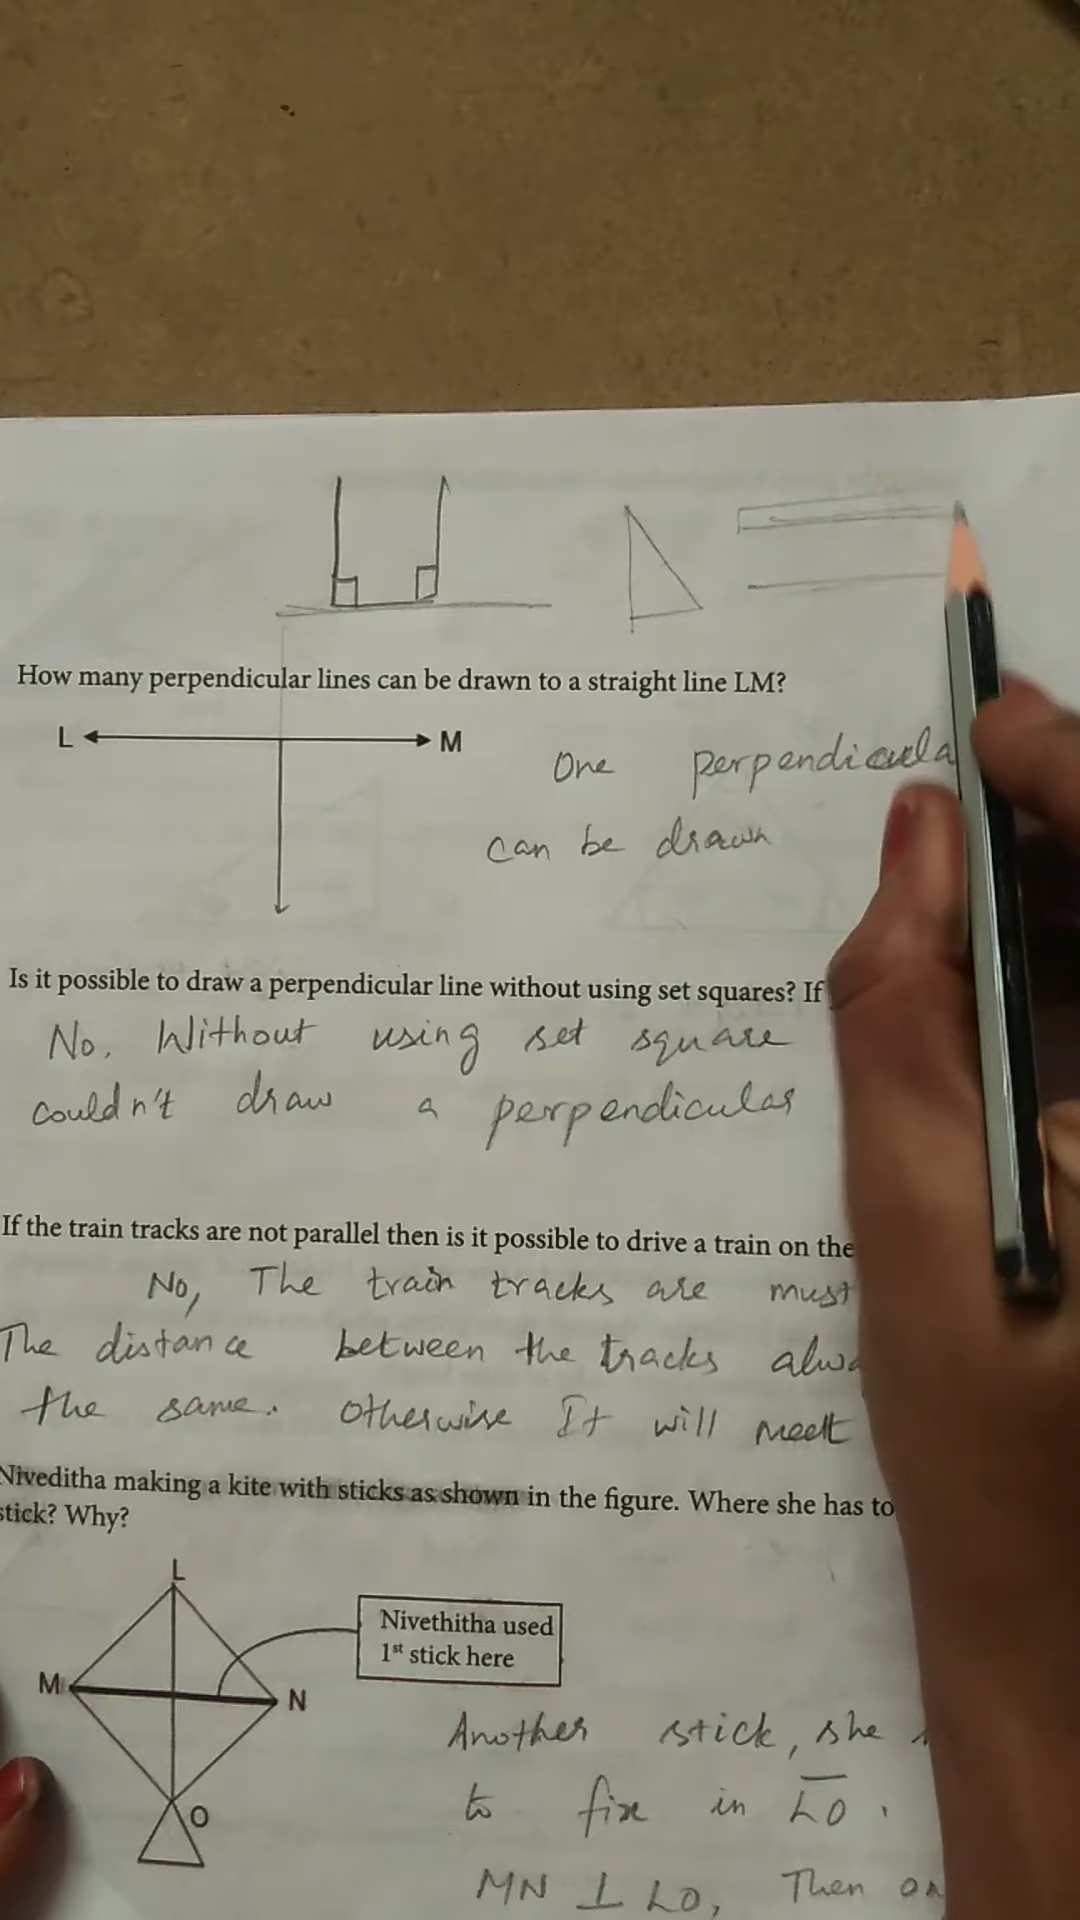 How many perpendicular lines can be drawn to a straight line LM?
L M
One perpendicula
can be drawn
Is it possible to draw a perpendicular line without using set squares? If
No. Without using set square
couldn't draw a perpendicular
If the train tracks are not parallel then is it possible to drive a train on the
No, The train tracks are must
The distance between the tracks alwa
the same. otherwise It will meet
Niveditha making a kite with sticks as shown in the figure. Where she has to
stick? Why?
L
Nivethitha used
1st stick here
M N
Another stick, she
to fix in LO.
O
MN ⊥ LO, Then on